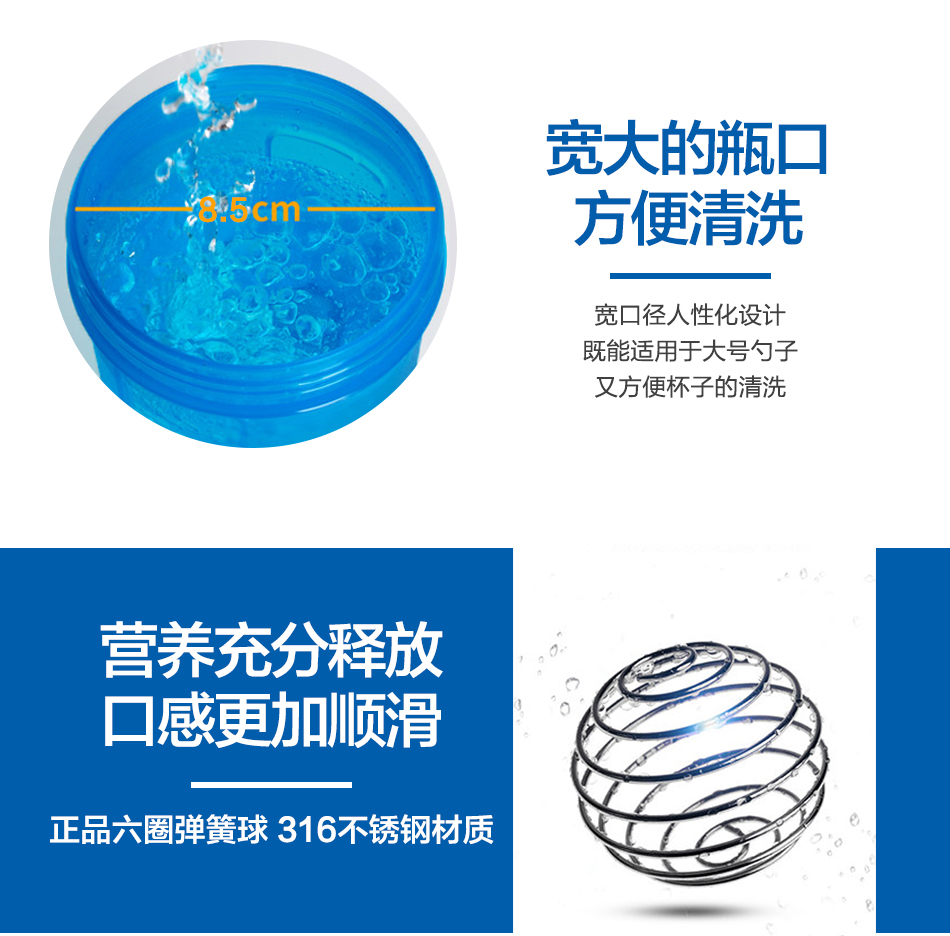 8.5cm
宽大的瓶口
方便清洗
宽口径人性化设计
既能适用于大号勺子
又方便杯子的清洗
营养充分释放
口感更加顺滑
正品六圈弹簧球 316不锈钢材质